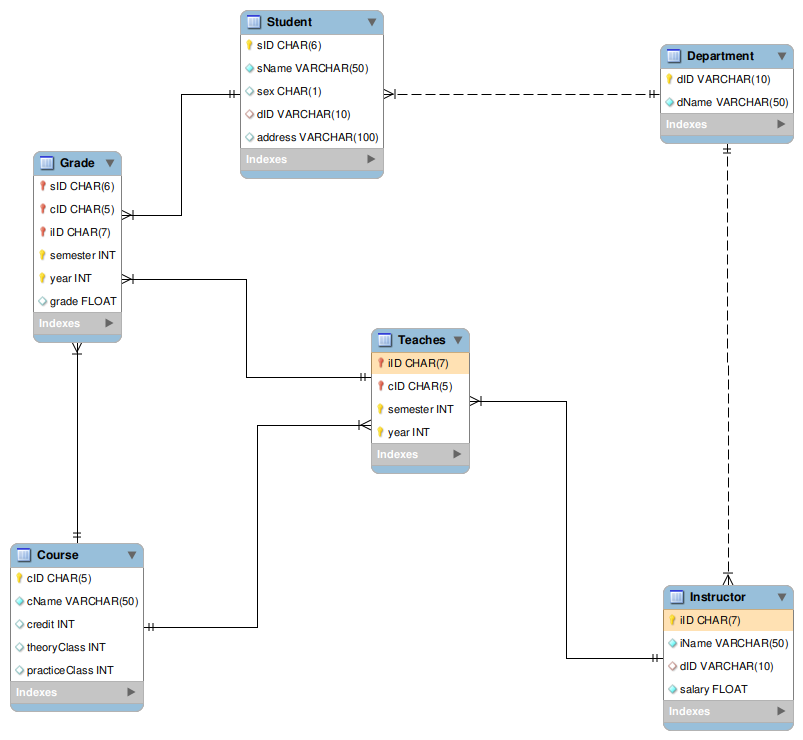 Student
sID CHAR(6)
sName VARCHAR(50)
sex CHAR(1)
dID VARCHAR(10)
address VARCHAR(100)
Indexes
Department
dID VARCHAR(10)
dName VARCHAR(50)
Indexes
Grade
sID CHAR(6)
cID CHAR(5)
iID CHAR(7)
semester INT
year INT
grade FLOAT
Indexes
Teaches
iID CHAR(7)
cID CHAR(5)
semester INT
year INT
Indexes
Course
cID CHAR(5)
cName VARCHAR(50)
credit INT
theoryClass INT
practiceClass INT
Indexes
Instructor
iID CHAR(7)
iName VARCHAR(50)
dID VARCHAR(10)
salary FLOAT
Indexes